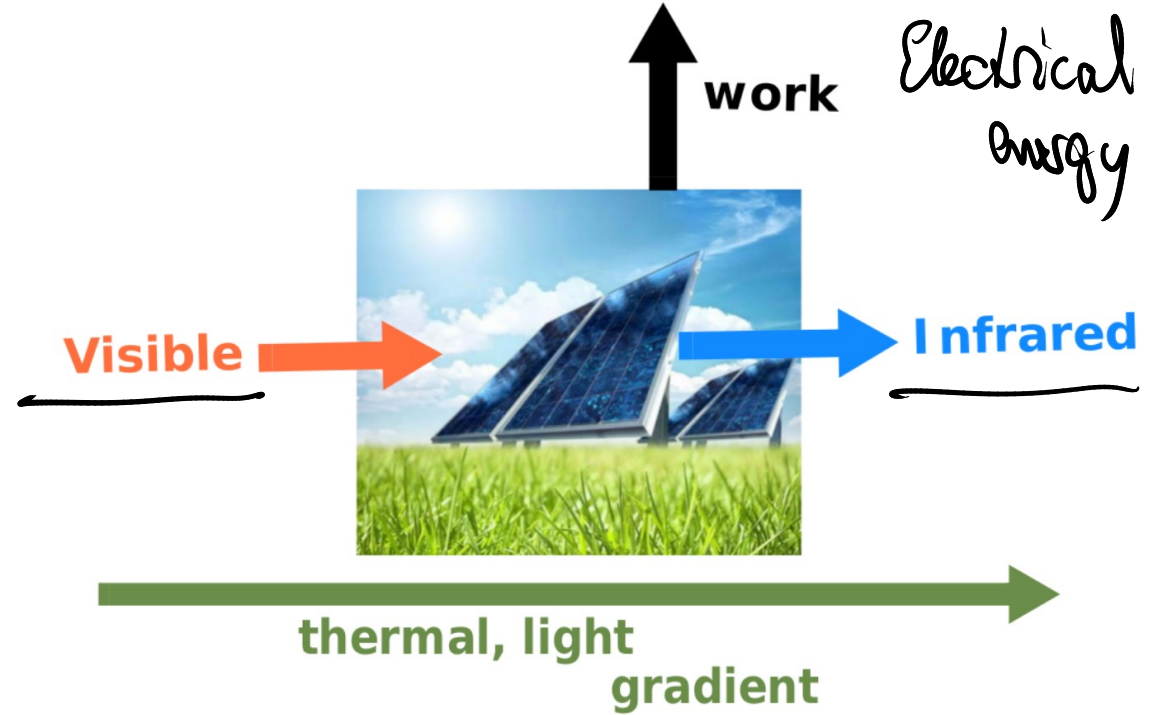 work
Electrical
energy
Visible
Infrared
thermal, light
gradient